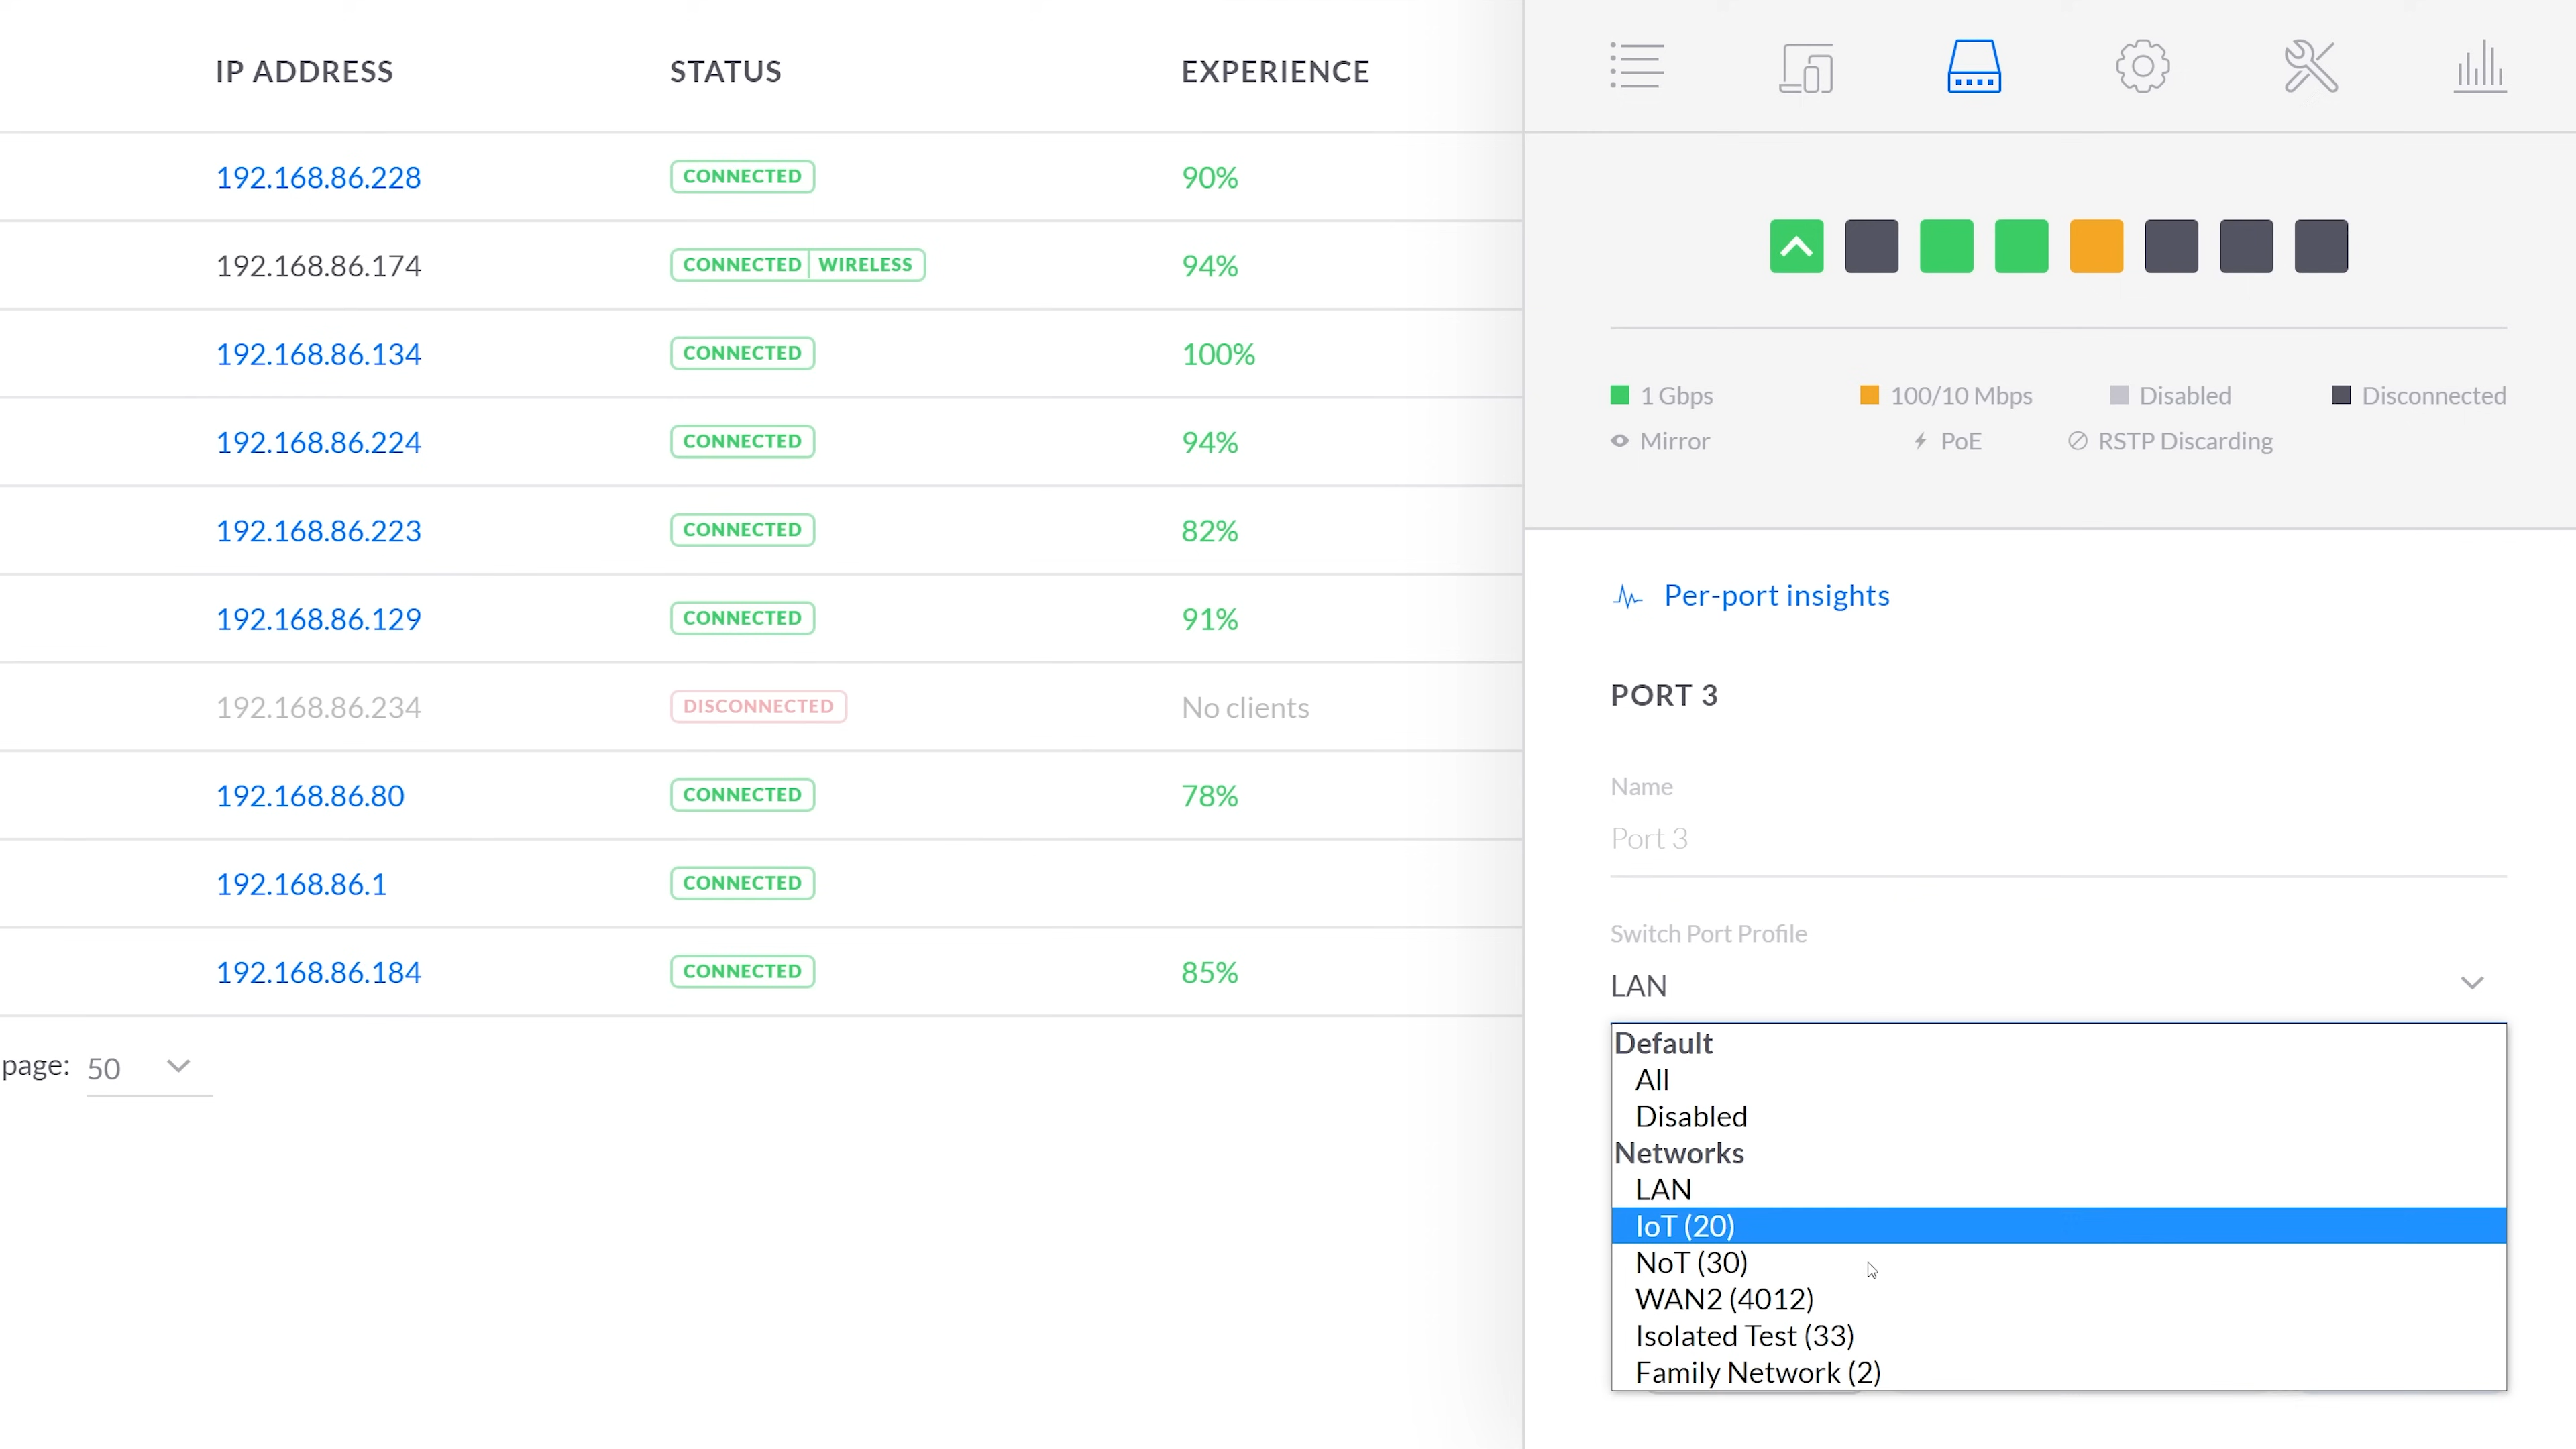 IP ADDRESS STATUS EXPERIENCE
192.168.86.228 CONNECTED 90%
192.168.86.174 CONNECTED WIRELESS 94%
192.168.86.134 CONNECTED 100%
192.168.86.224 CONNECTED 94%
192.168.86.223 CONNECTED 82%
192.168.86.129 CONNECTED 91%
192.168.86.234 DISCONNECTED No clients
192.168.86.80 CONNECTED 78%
192.168.86.1 CONNECTED
192.168.86.184 CONNECTED 85%
page: 50
1 Gbps 100/10 Mbps Disabled Disconnected
Mirror PoE RSTP Discarding
Per-port insights
PORT 3
Name
Port 3
Switch Port Profile
LAN
Default
All
Disabled
Networks
LAN
IoT (20)
NoT (30)
WAN2 (4012)
Isolated Test (33)
Family Network (2)